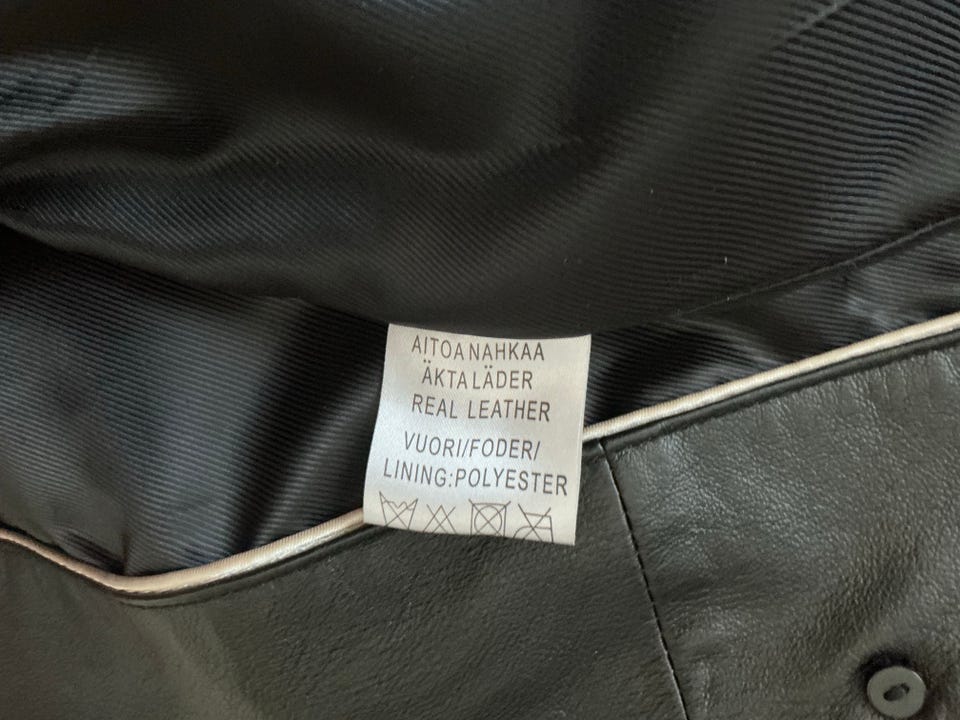 AITOA NAHKAA
ÄKTA LÄDER
REAL LEATHER
VUORI/FODER/
LINING:POLYESTER